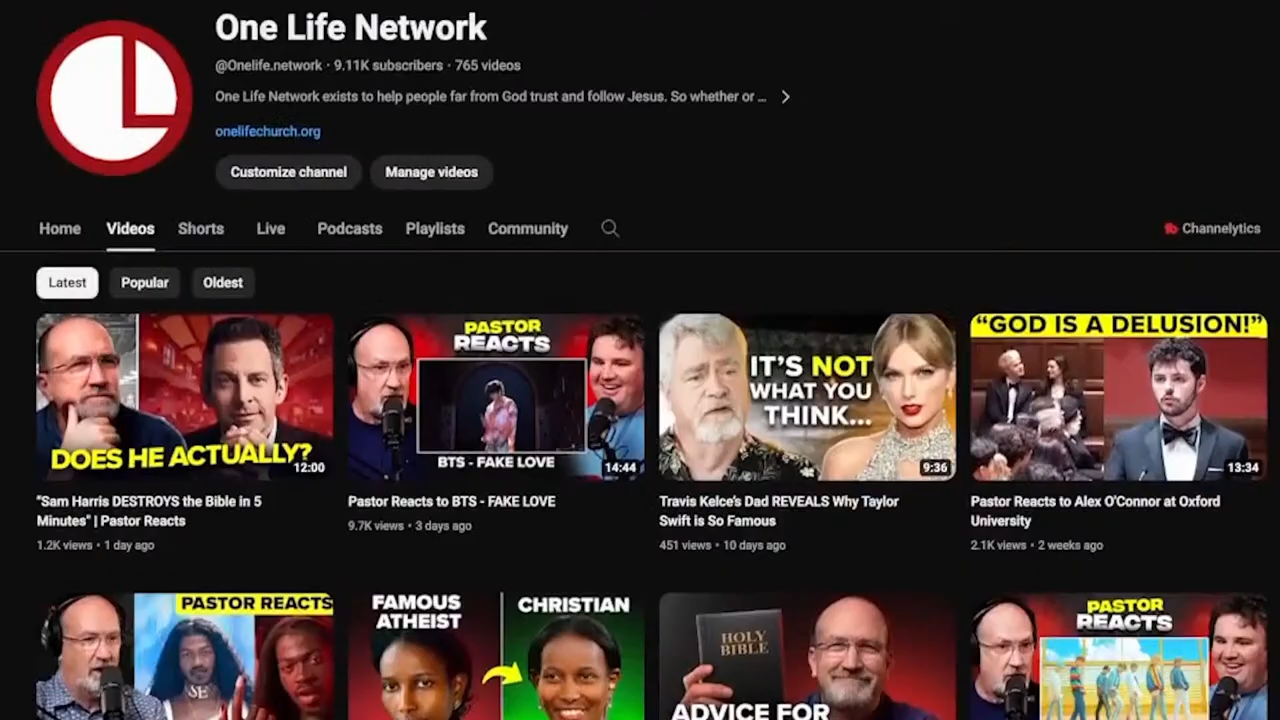 One Life Network
@Onelife.network · 9.11K subscribers · 765 videos
One Life Network exists to help people far from God trust and follow Jesus. So whether or ...
onelifechurch.org
Customize channel
Manage videos
Home
Videos
Shorts
Live
Podcasts
Playlists
Community
Channelytics
Latest
Popular
Oldest
DOES HE ACTUALLY?
12:00
PASTOR
REACTS
BTS - FAKE LOVE
14:44
IT'S NOT
WHAT YOU
THINK...
9:36
"GOD IS A DELUSION!"
13:34
"Sam Harris DESTROYS the Bible in 5
Minutes" | Pastor Reacts
1.2K views • 1 day ago
Pastor Reacts to BTS - FAKE LOVE
9.7K views • 3 days ago
Travis Kelce's Dad REVEALS Why Taylor
Swift is So Famous
451 views • 10 days ago
Pastor Reacts to Alex O'Connor at Oxford
University
2.1K views • 2 weeks ago
PASTOR REACTS
SE
FAMOUS
ATHEIST
CHRISTIAN
HOLY
BIBLE
ADVICE FOR
PASTOR
REACTS